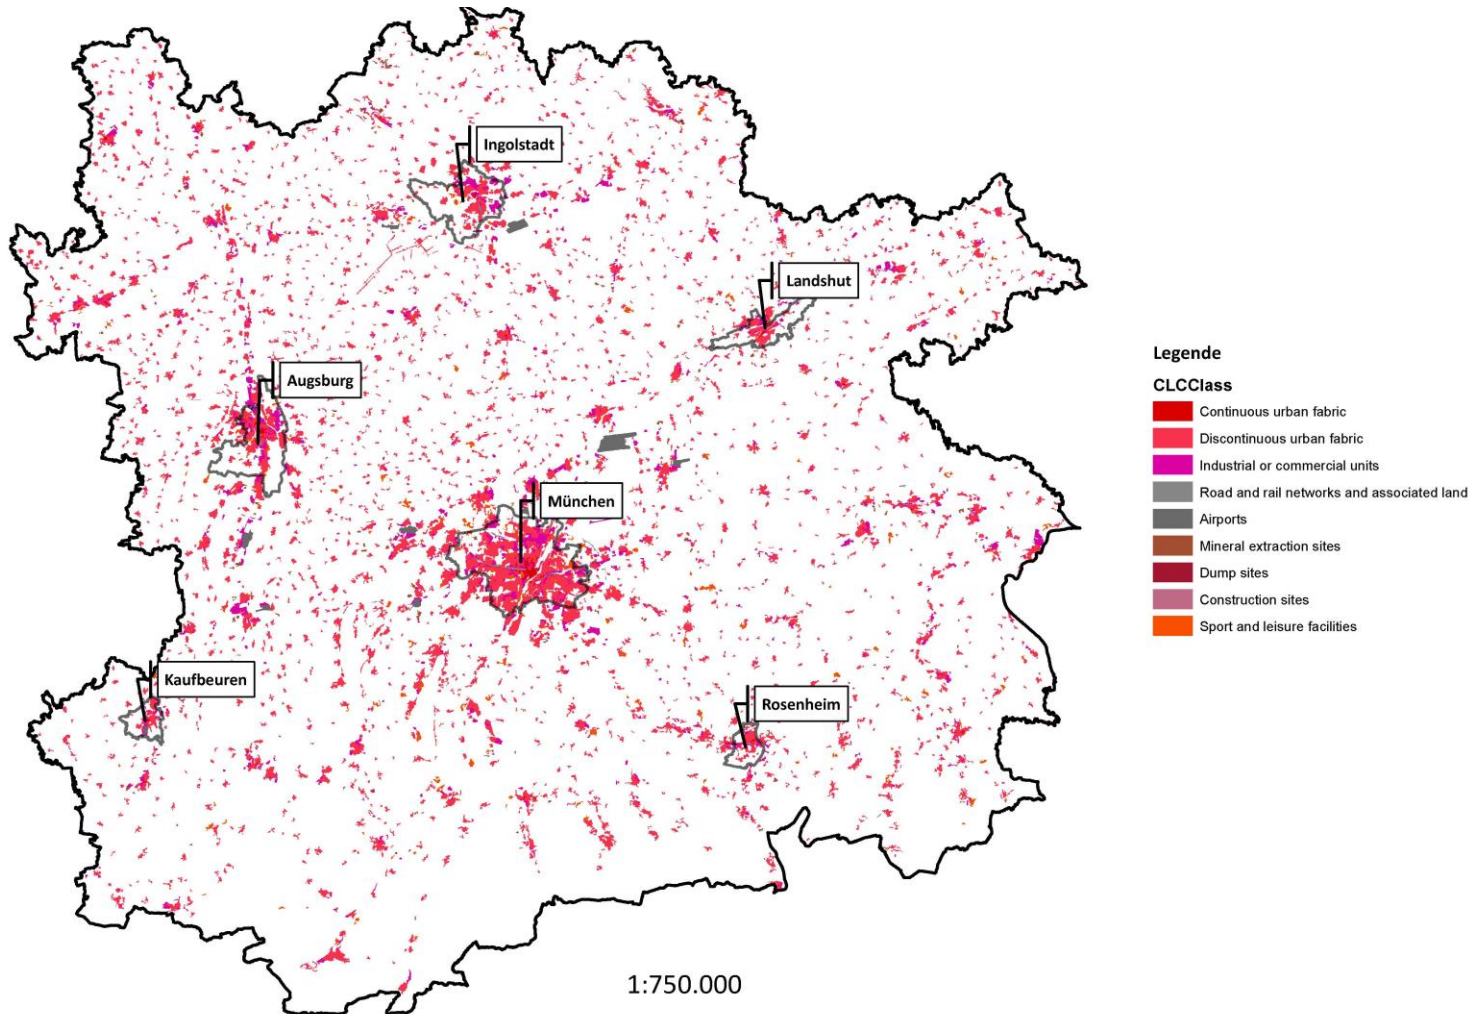 Ingolstadt
Landshut
Augsburg
München
Kaufbeuren
Rosenheim
1:750.000
Legende
CLCClass
Continuous urban fabric
Discontinuous urban fabric
Industrial or commercial units
Road and rail networks and associated land
Airports
Mineral extraction sites
Dump sites
Construction sites
Sport and leisure facilities